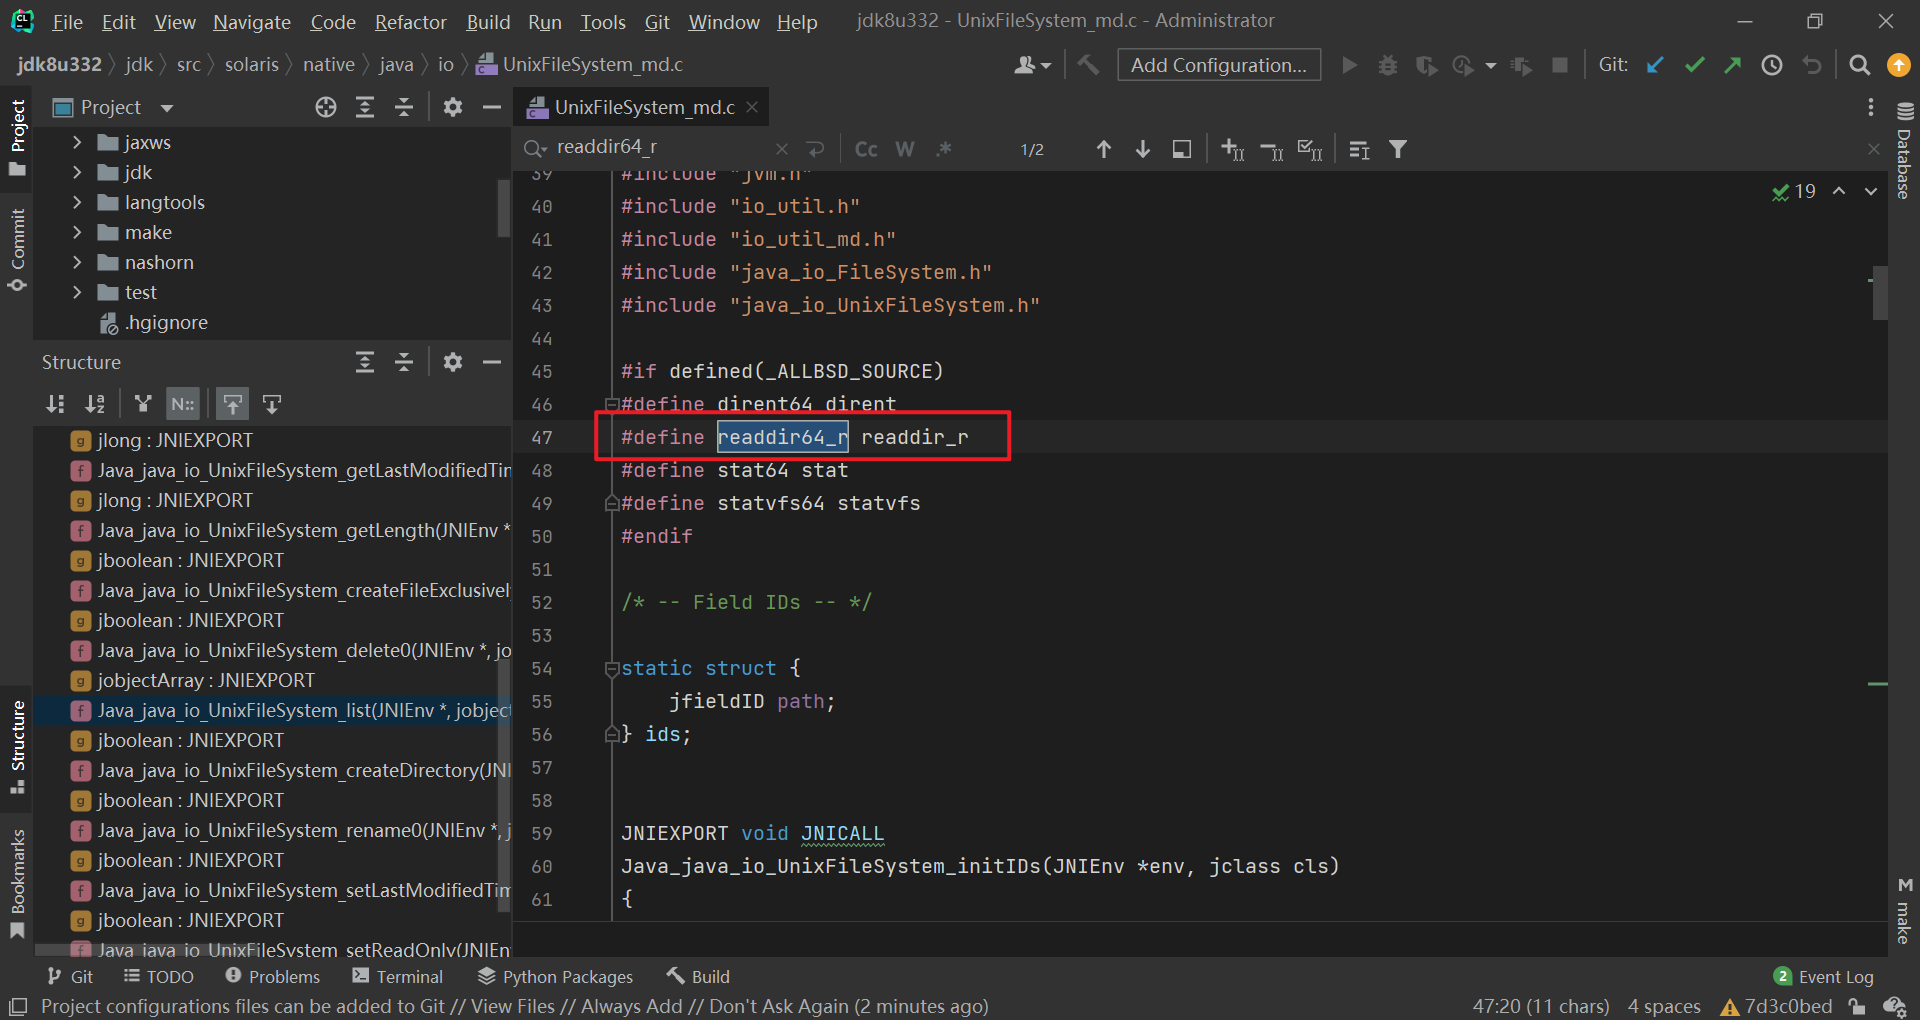 File Edit View Navigate Code Refactor Build Run Tools Git Window Help jdk8u332 - UnixFileSystem_md.c - Administrator
jdk8u332 jdk src solaris native java io UnixFileSystem_md.c Add Configuration... Git:
Project
UnixFileSystem_md.c
readdir64_r Cc W .* 1/2
Project
Commit
Structure
Bookmarks
jaxws
jdk
langtools
make
nashorn
test
.hgignore
Structure
jlong : JNIEXPORT
Java_java_io_UnixFileSystem_getLastModifiedTim
jlong : JNIEXPORT
Java_java_io_UnixFileSystem_getLength(JNIEnv *
jboolean : JNIEXPORT
Java_java_io_UnixFileSystem_createFileExclusivel
jboolean : JNIEXPORT
Java_java_io_UnixFileSystem_delete0(JNIEnv *, jo
jobjectArray : JNIEXPORT
Java_java_io_UnixFileSystem_list(JNIEnv *, jobject
jboolean : JNIEXPORT
Java_java_io_UnixFileSystem_createDirectory(JNI
jboolean : JNIEXPORT
Java_java_io_UnixFileSystem_rename0(JNIEnv *, j
jboolean : JNIEXPORT
Java_java_io_UnixFileSystem_setLastModifiedTim
jboolean : JNIEXPORT
Java_java_io_UnixFileSystem_setReadOnly(JNIEn
39 #include "jvm.h"
40 #include "io_util.h"
41 #include "io_util_md.h"
42 #include "java_io_FileSystem.h"
43 #include "java_io_UnixFileSystem.h"
44
45 #if defined(_ALLBSD_SOURCE)
46 #define dirent64 dirent
47 #define readdir64_r readdir_r
48 #define stat64 stat
49 #define statvfs64 statvfs
50 #endif
51
52 /* -- Field IDs -- */
53
54 static struct {
55 jfieldID path;
56 } ids;
57
58
59 JNIEXPORT void JNICALL
60 Java_java_io_UnixFileSystem_initIDs(JNIEnv *env, jclass cls)
61 {
19
Database
M make
Git TODO Problems Terminal Python Packages Build 2 Event Log
Project configurations files can be added to Git // View Files // Always Add // Don't Ask Again (2 minutes ago) 47:20 (11 chars) 4 spaces 7d3c0bed